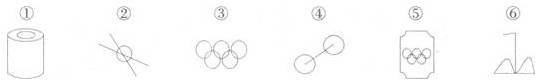 ① ② ③ ④ ⑤ ⑥